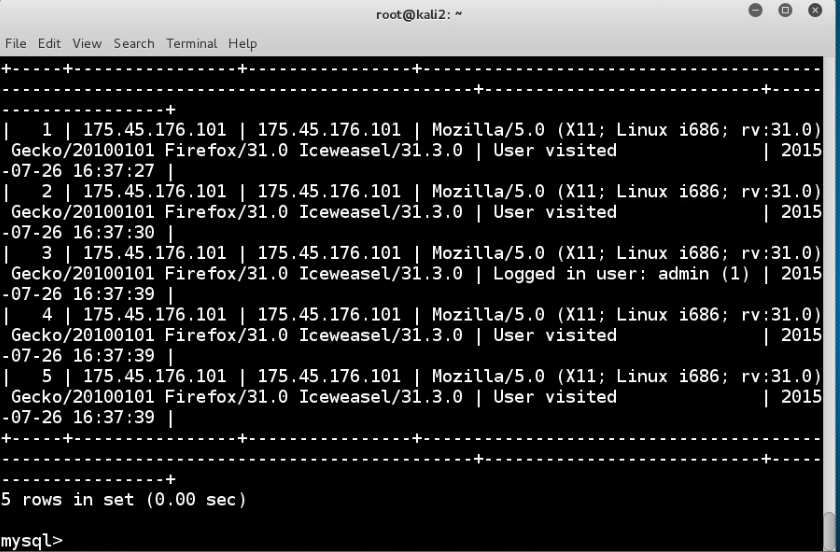 root@kali2: ~
File Edit View Search Terminal Help
+-----+----------------+----------------+---------------------------------------
----------------------------------------------+---------------------------+-----
----------------+
|   1 | 175.45.176.101 | 175.45.176.101 | Mozilla/5.0 (X11; Linux i686; rv:31.0)
 Gecko/20100101 Firefox/31.0 Iceweasel/31.3.0 | User visited              | 2015
-07-26 16:37:27 |
|   2 | 175.45.176.101 | 175.45.176.101 | Mozilla/5.0 (X11; Linux i686; rv:31.0)
 Gecko/20100101 Firefox/31.0 Iceweasel/31.3.0 | User visited              | 2015
-07-26 16:37:30 |
|   3 | 175.45.176.101 | 175.45.176.101 | Mozilla/5.0 (X11; Linux i686; rv:31.0)
 Gecko/20100101 Firefox/31.0 Iceweasel/31.3.0 | Logged in user: admin (1) | 2015
-07-26 16:37:39 |
|   4 | 175.45.176.101 | 175.45.176.101 | Mozilla/5.0 (X11; Linux i686; rv:31.0)
 Gecko/20100101 Firefox/31.0 Iceweasel/31.3.0 | User visited              | 2015
-07-26 16:37:39 |
|   5 | 175.45.176.101 | 175.45.176.101 | Mozilla/5.0 (X11; Linux i686; rv:31.0)
 Gecko/20100101 Firefox/31.0 Iceweasel/31.3.0 | User visited              | 2015
-07-26 16:37:39 |
+-----+----------------+----------------+---------------------------------------
----------------------------------------------+---------------------------+-----
----------------+
5 rows in set (0.00 sec)
mysql>